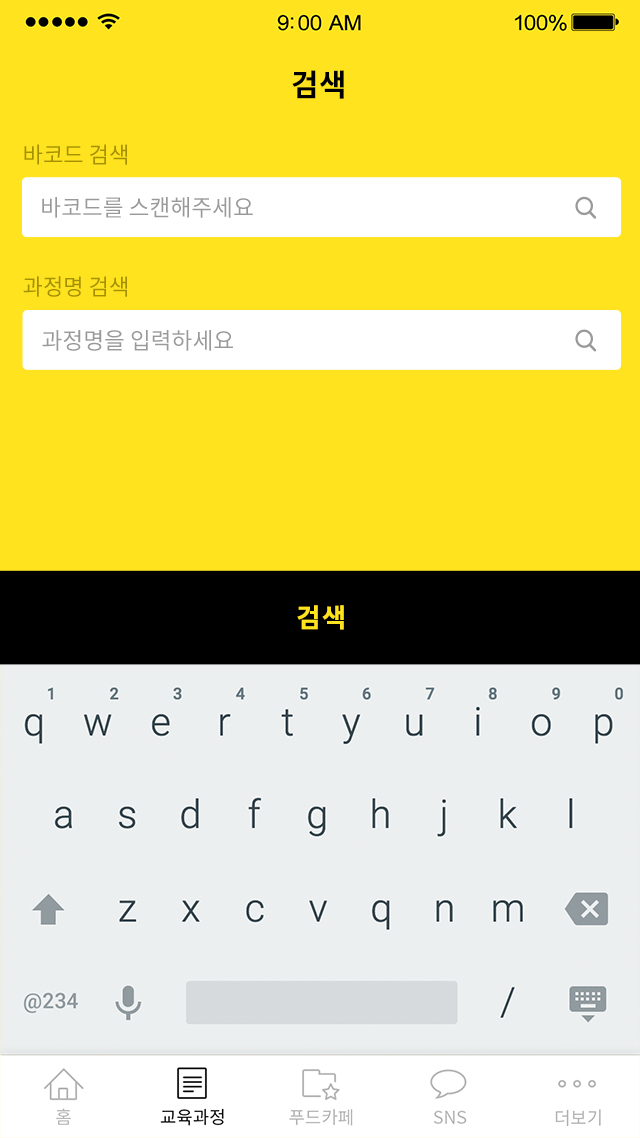 9:00 AM 100%
검색
바코드 검색
바코드를 스캔해주세요
과정명 검색
과정명을 입력하세요
검색
1 2 3 4 5 6 7 8 9 0
q w e r t y u i o p
a s d f g h j k l
z x c v q n m
@234 /
홈 교육과정 푸드카페 SNS 더보기